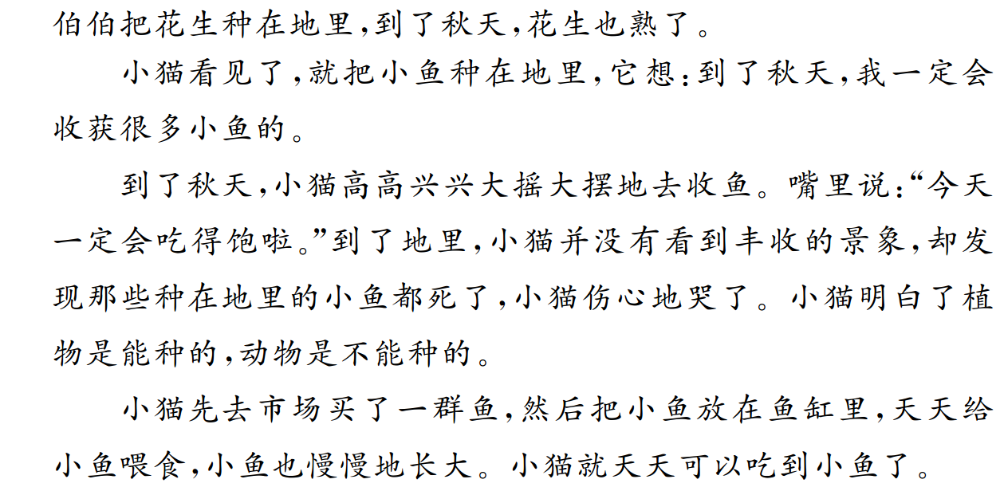 伯伯把花生种在地里,到了秋天,花生也熟了。
小猫看见了,就把小鱼种在地里,它想:到了秋天,我一定会
收获很多小鱼的。
到了秋天,小猫高高兴兴大摇大摆地去收鱼。嘴里说:“今天
一定会吃得饱啦。”到了地里,小猫并没有看到丰收的景象,却发
现那些种在地里的小鱼都死了,小猫伤心地哭了。小猫明白了植
物是能种的,动物是不能种的。
小猫先去市场买了一群鱼,然后把小鱼放在鱼缸里,天天给
小鱼喂食,小鱼也慢慢地长大。小猫就天天可以吃到小鱼了。